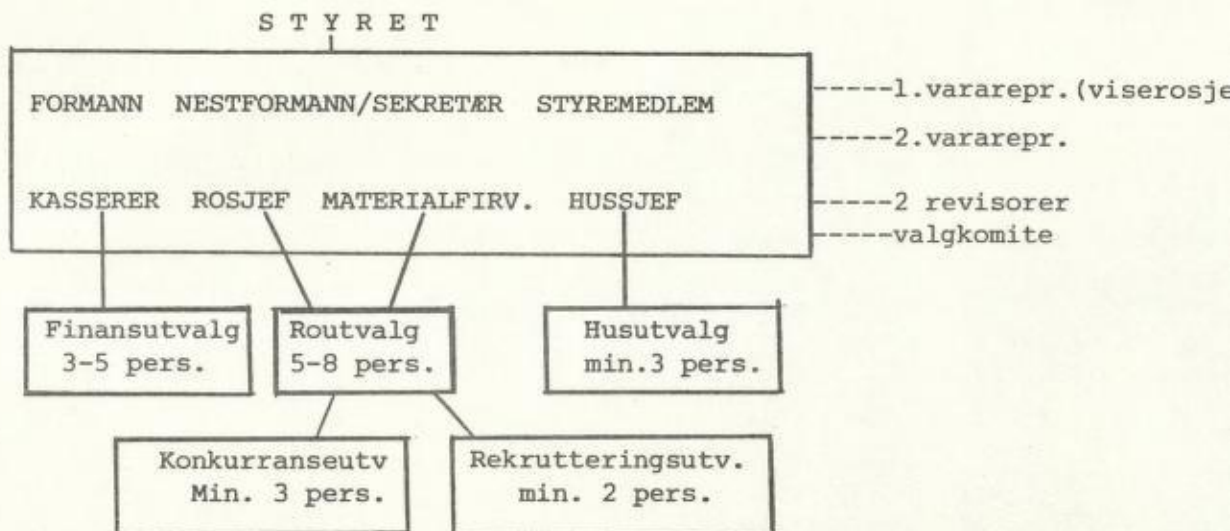 S T Y R E T
FORMANN NESTFORMANN/SEKRETÆR STYREMEDLEM
-----1.vararepr.(viserosje
-----2.vararepr.
KASSERER ROSJEF MATERIALFIRV. HUSSJEF
-----2 revisorer
-----valgkomite
Finansutvalg
3-5 pers.
Routvalg
5-8 pers.
Husutvalg
min.3 pers.
Konkurranseutv
Min. 3 pers.
Rekrutteringsutv.
min. 2 pers.